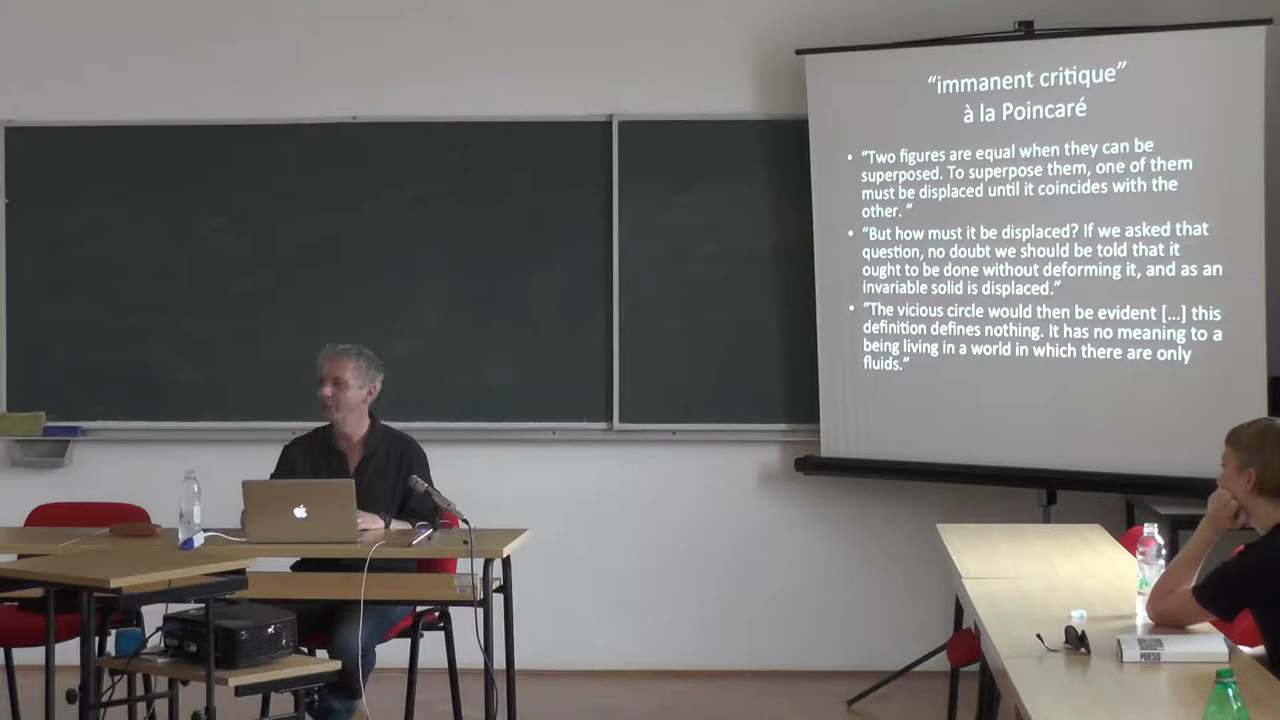 “immanent critique”
à la Poincaré
• “Two figures are equal when they can be
superposed. To superpose them, one of them
must be displaced until it coincides with the
other. “
• “But how must it be displaced? If we asked that
question, no doubt we should be told that it
ought to be done without deforming it, and as an
invariable solid is displaced.”
• “The vicious circle would then be evident [...] this
definition defines nothing. It has no meaning to a
being living in a world in which there are only
fluids.”